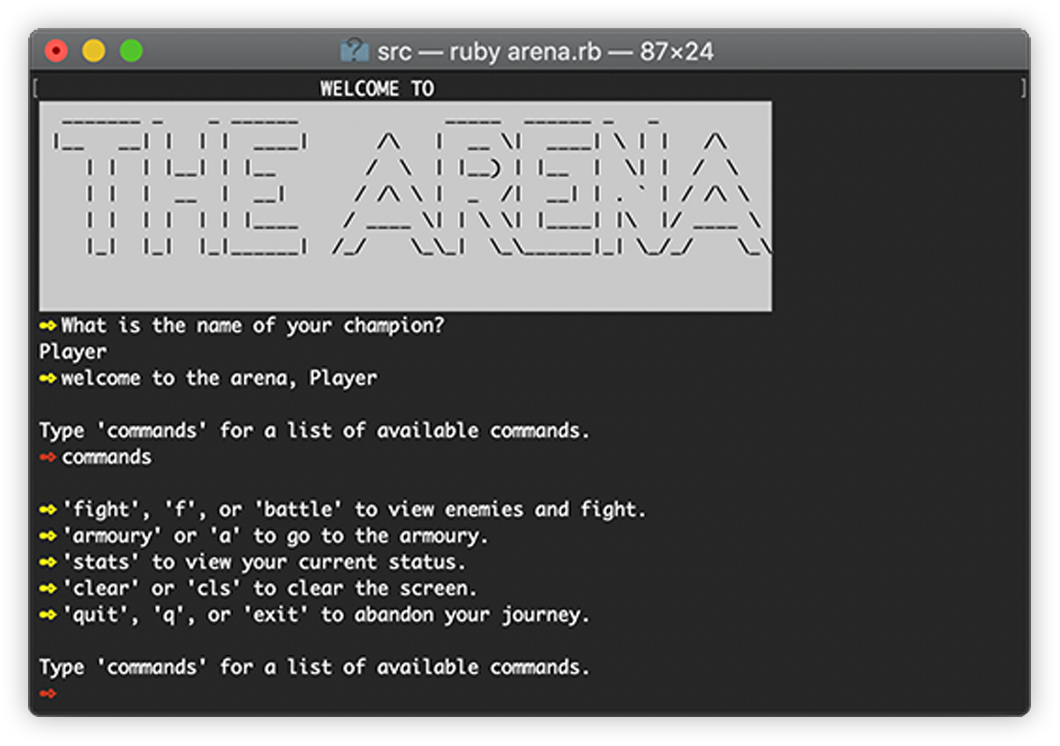 src — ruby arena.rb — 87×24
WELCOME TO
THE ARENA
What is the name of your champion?
Player
welcome to the arena, Player
Type 'commands' for a list of available commands.
commands
'fight', 'f', or 'battle' to view enemies and fight.
'armoury' or 'a' to go to the armoury.
'stats' to view your current status.
'clear' or 'cls' to clear the screen.
'quit', 'q', or 'exit' to abandon your journey.
Type 'commands' for a list of available commands.